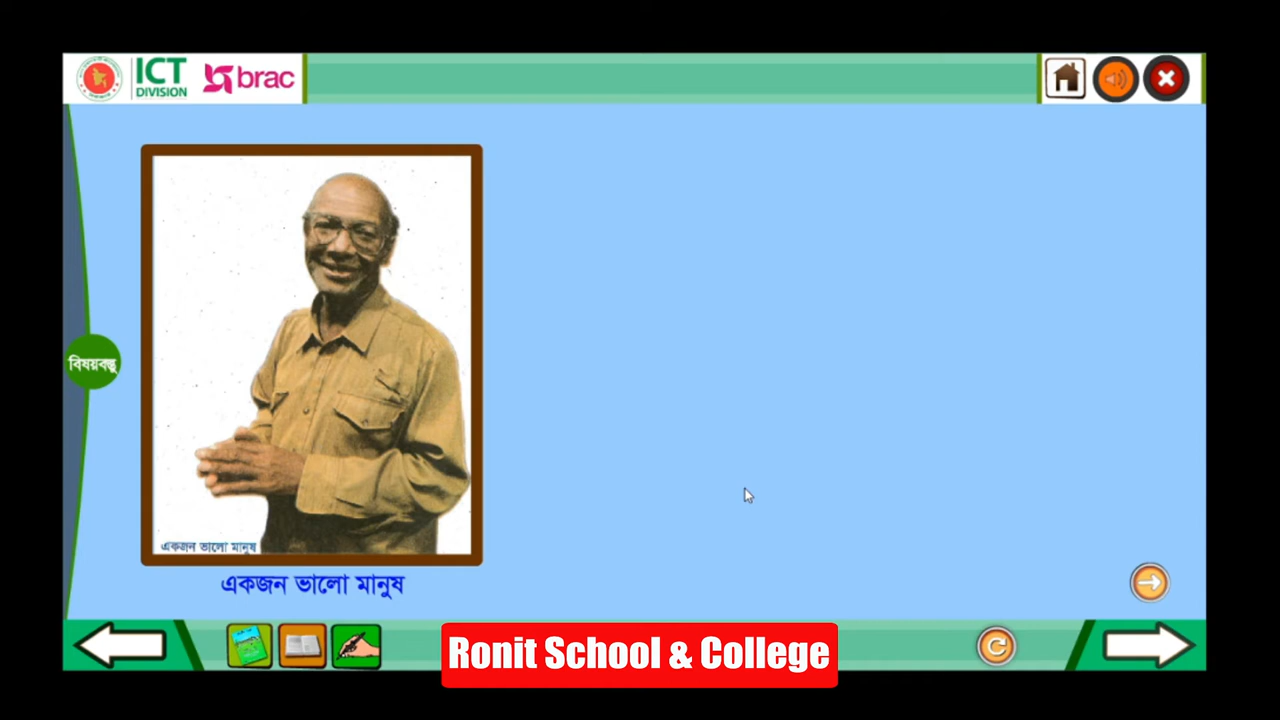 ICT
DIVISION
brac
বিষয়বস্তু
একজন ভালো মানুষ
একজন ভালো মানুষ
Ronit School & College